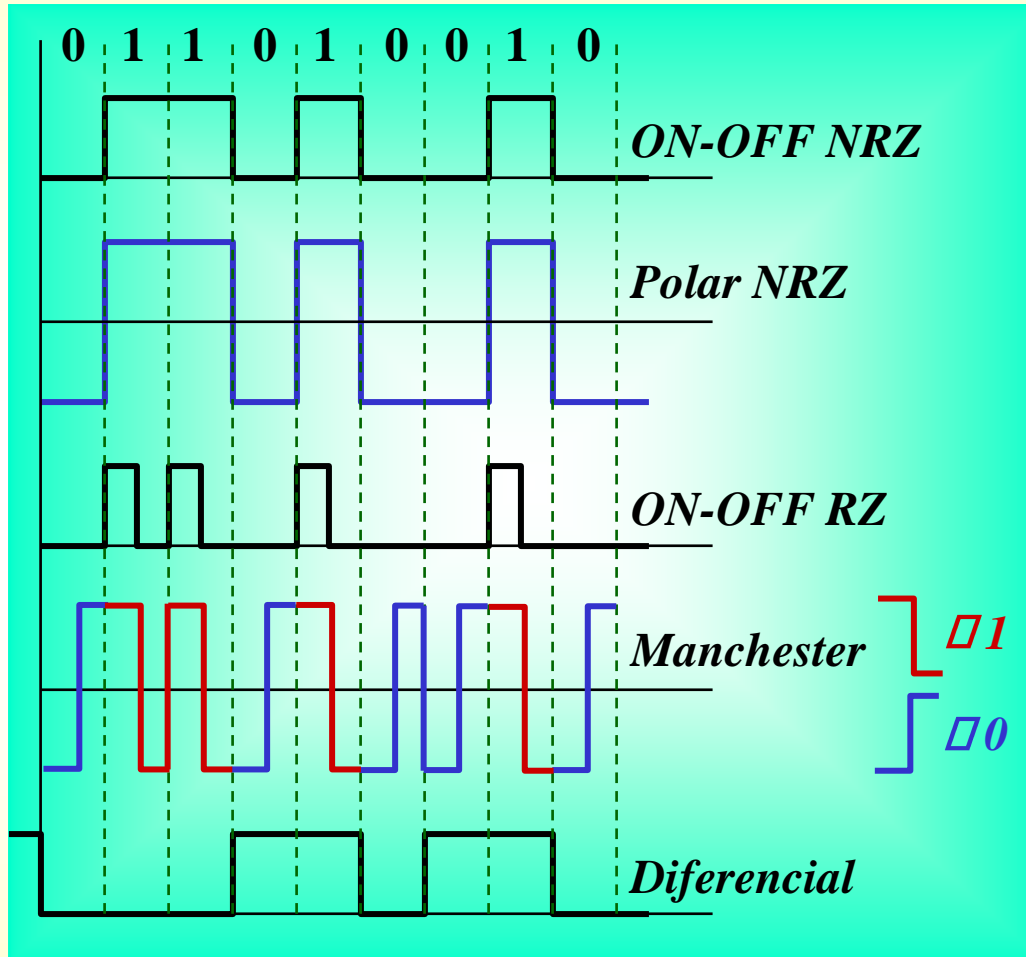 0 1 1 0 1 0 0 1 0
ON-OFF NRZ
Polar NRZ
ON-OFF RZ
Manchester
▯1
▯0
Diferencial